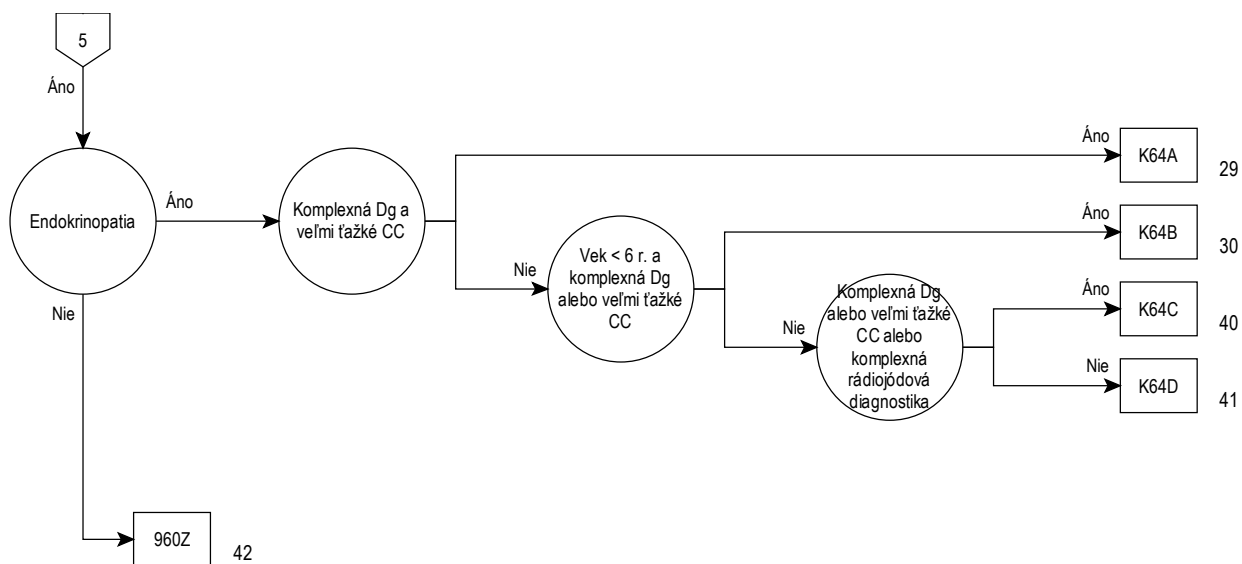 5
Áno
Endokrinopatia
Áno
Nie
Komplexná Dg a
veľmi ťažké CC
Nie
Vek < 6 r. a
komplexná Dg
alebo veľmi ťažké
CC
Nie
Komplexná Dg
alebo veľmi ťažké
CC alebo
komplexná
rádiojódová
diagnostika
Áno
K64A
29
Áno
K64B
30
Áno
K64C
40
Nie
K64D
41
960Z
42